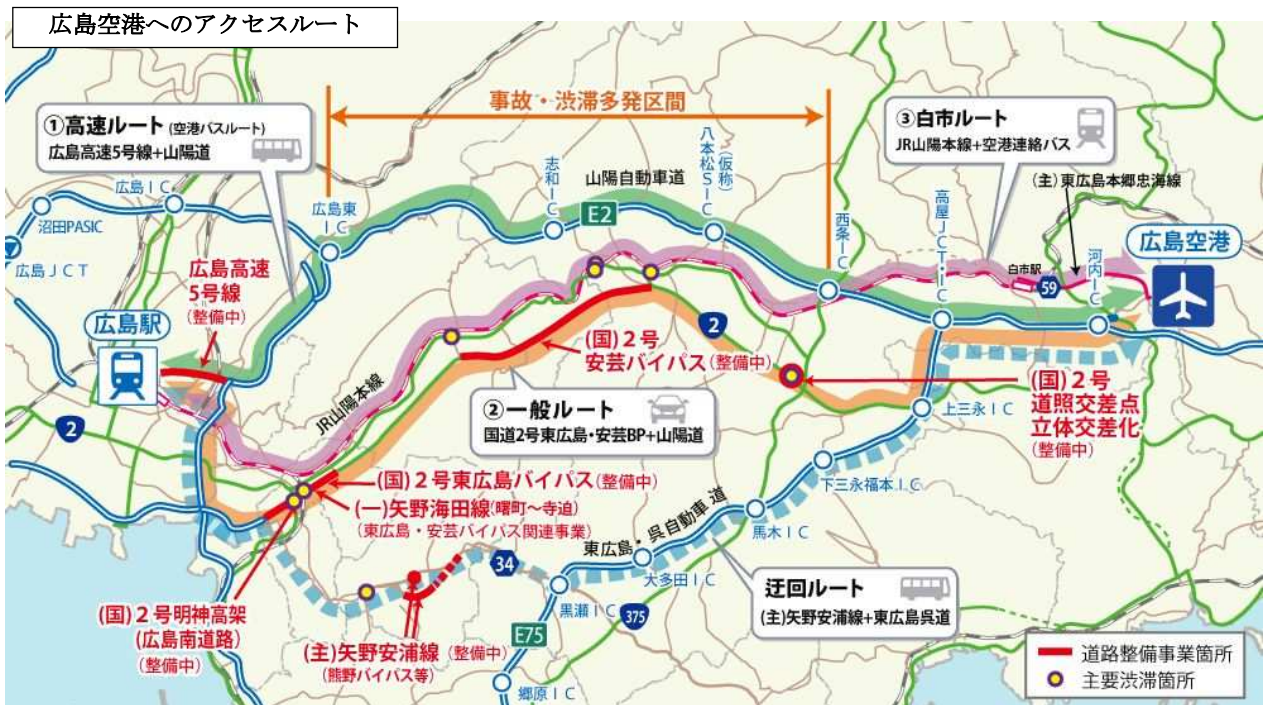 広島空港へのアクセスルート
事故・渋滞多発区間
①高速ルート (空港バスルート)
広島高速5号線+山陽道
③白市ルート
JR山陽本線+空港連絡バス
(主)東広島本郷忠海線
広島IC
沼田PASIC
広島JCT
広島東IC
志和IC
山陽自動車道
E2
八本松SIC(仮称)
西条IC
高屋JCT・IC
白市駅
59
河内IC
広島空港
広島高速
5号線
(整備中)
広島駅
2
JR山陽本線
(国)2号
安芸バイパス(整備中)
2
②一般ルート
国道2号東広島・安芸BP+山陽道
(国)2号
道照交差点
立体交差化
(整備中)
上三永IC
下三永福本IC
馬木IC
東広島・呉自動車道
大多田IC
黒瀬IC
375
E75
郷原IC
34
(国)2号東広島バイパス(整備中)
(一)矢野海田線(曙町～寺迫)
(東広島・安芸バイパス関連事業)
(国)2号明神高架
(広島南道路)
(整備中)
(主)矢野安浦線(整備中)
(熊野バイパス等)
迂回ルート
(主)矢野安浦線+東広島呉道
道路整備事業箇所
主要渋滞箇所